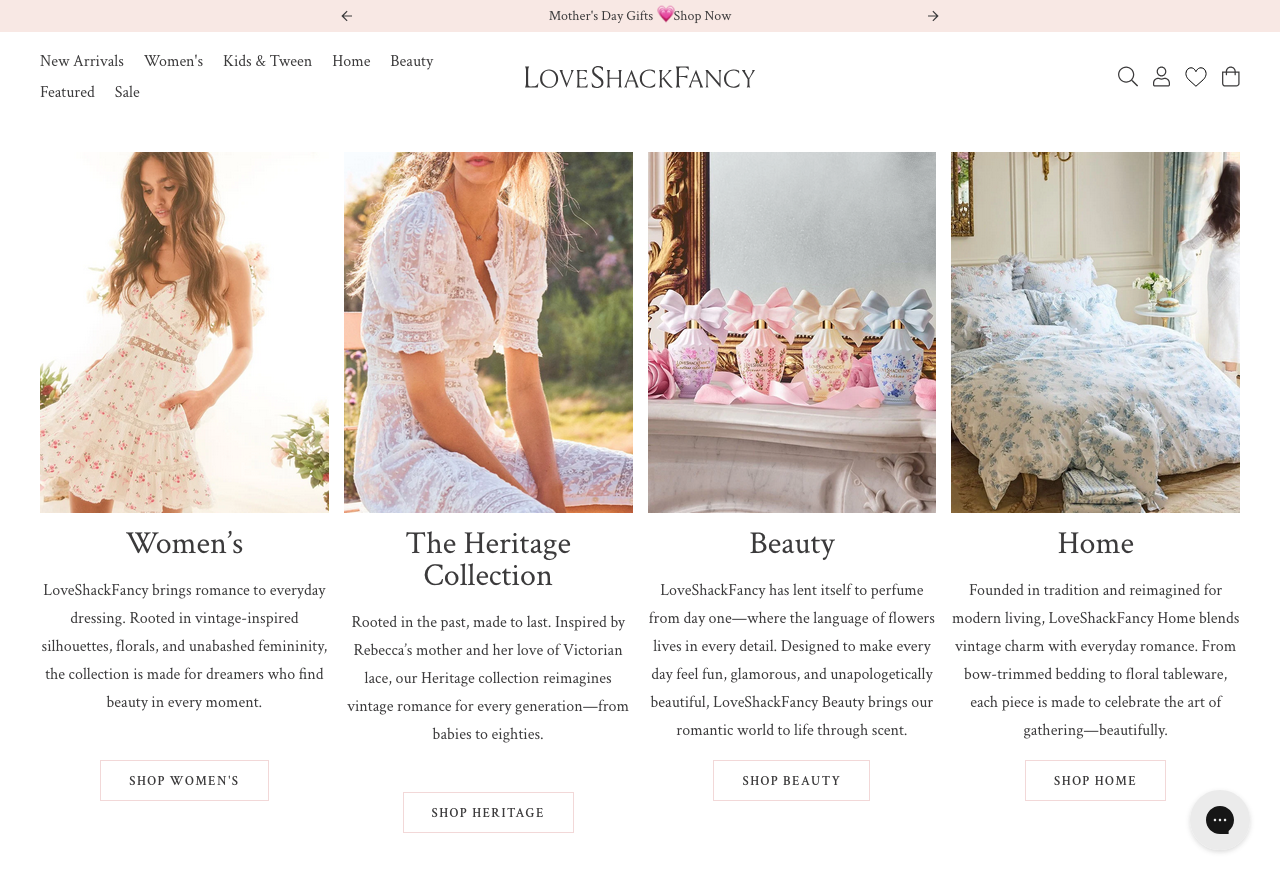 Mother's Day Gifts 💗Shop Now
New Arrivals Women's Kids & Tween Home Beauty
Featured Sale
LoveShackFancy
Women’s
LoveShackFancy brings romance to everyday
dressing. Rooted in vintage-inspired
silhouettes, florals, and unabashed femininity,
the collection is made for dreamers who find
beauty in every moment.
SHOP WOMEN'S
The Heritage
Collection
Rooted in the past, made to last. Inspired by
Rebecca’s mother and her love of Victorian
lace, our Heritage collection reimagines
vintage romance for every generation—from
babies to eighties.
SHOP HERITAGE
Beauty
LoveShackFancy has lent itself to perfume
from day one—where the language of flowers
lives in every detail. Designed to make every
day feel fun, glamorous, and unapologetically
beautiful, LoveShackFancy Beauty brings our
romantic world to life through scent.
SHOP BEAUTY
Home
Founded in tradition and reimagined for
modern living, LoveShackFancy Home blends
vintage charm with everyday romance. From
bow-trimmed bedding to floral tableware,
each piece is made to celebrate the art of
gathering—beautifully.
SHOP HOME